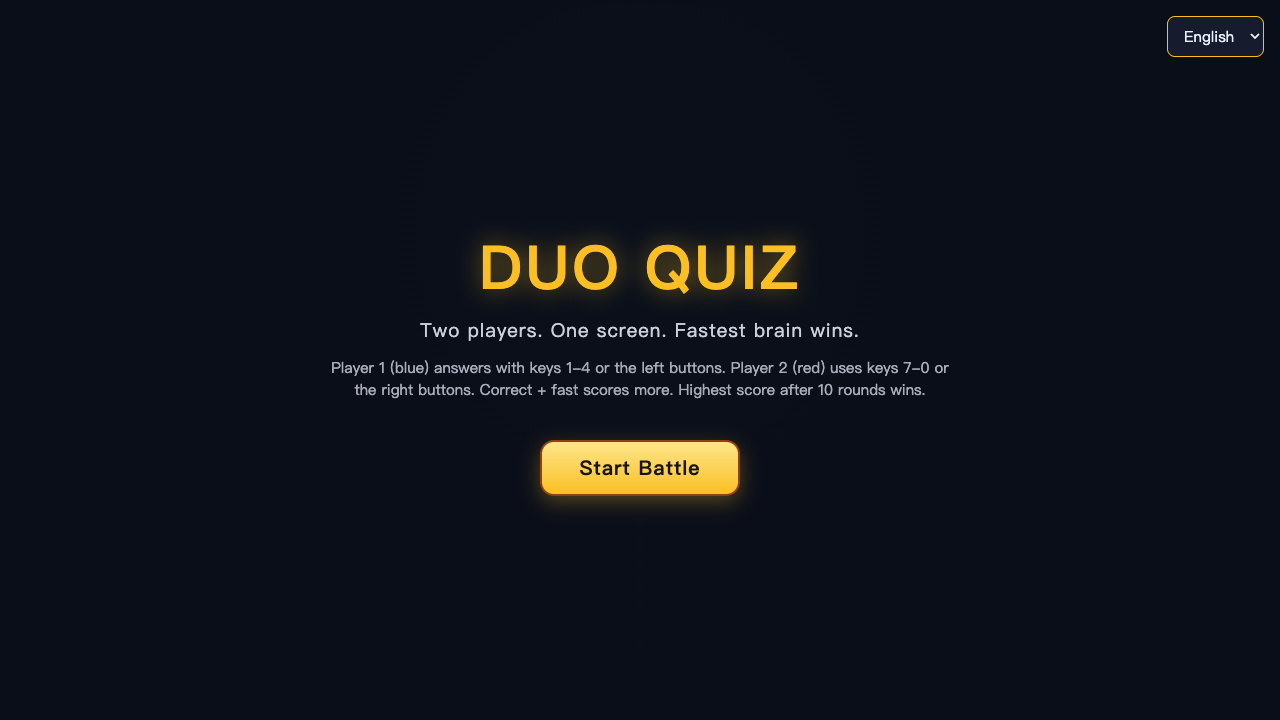 English
DUO QUIZ
Two players. One screen. Fastest brain wins.
Player 1 (blue) answers with keys 1–4 or the left buttons. Player 2 (red) uses keys 7–0 or
the right buttons. Correct + fast scores more. Highest score after 10 rounds wins.
Start Battle